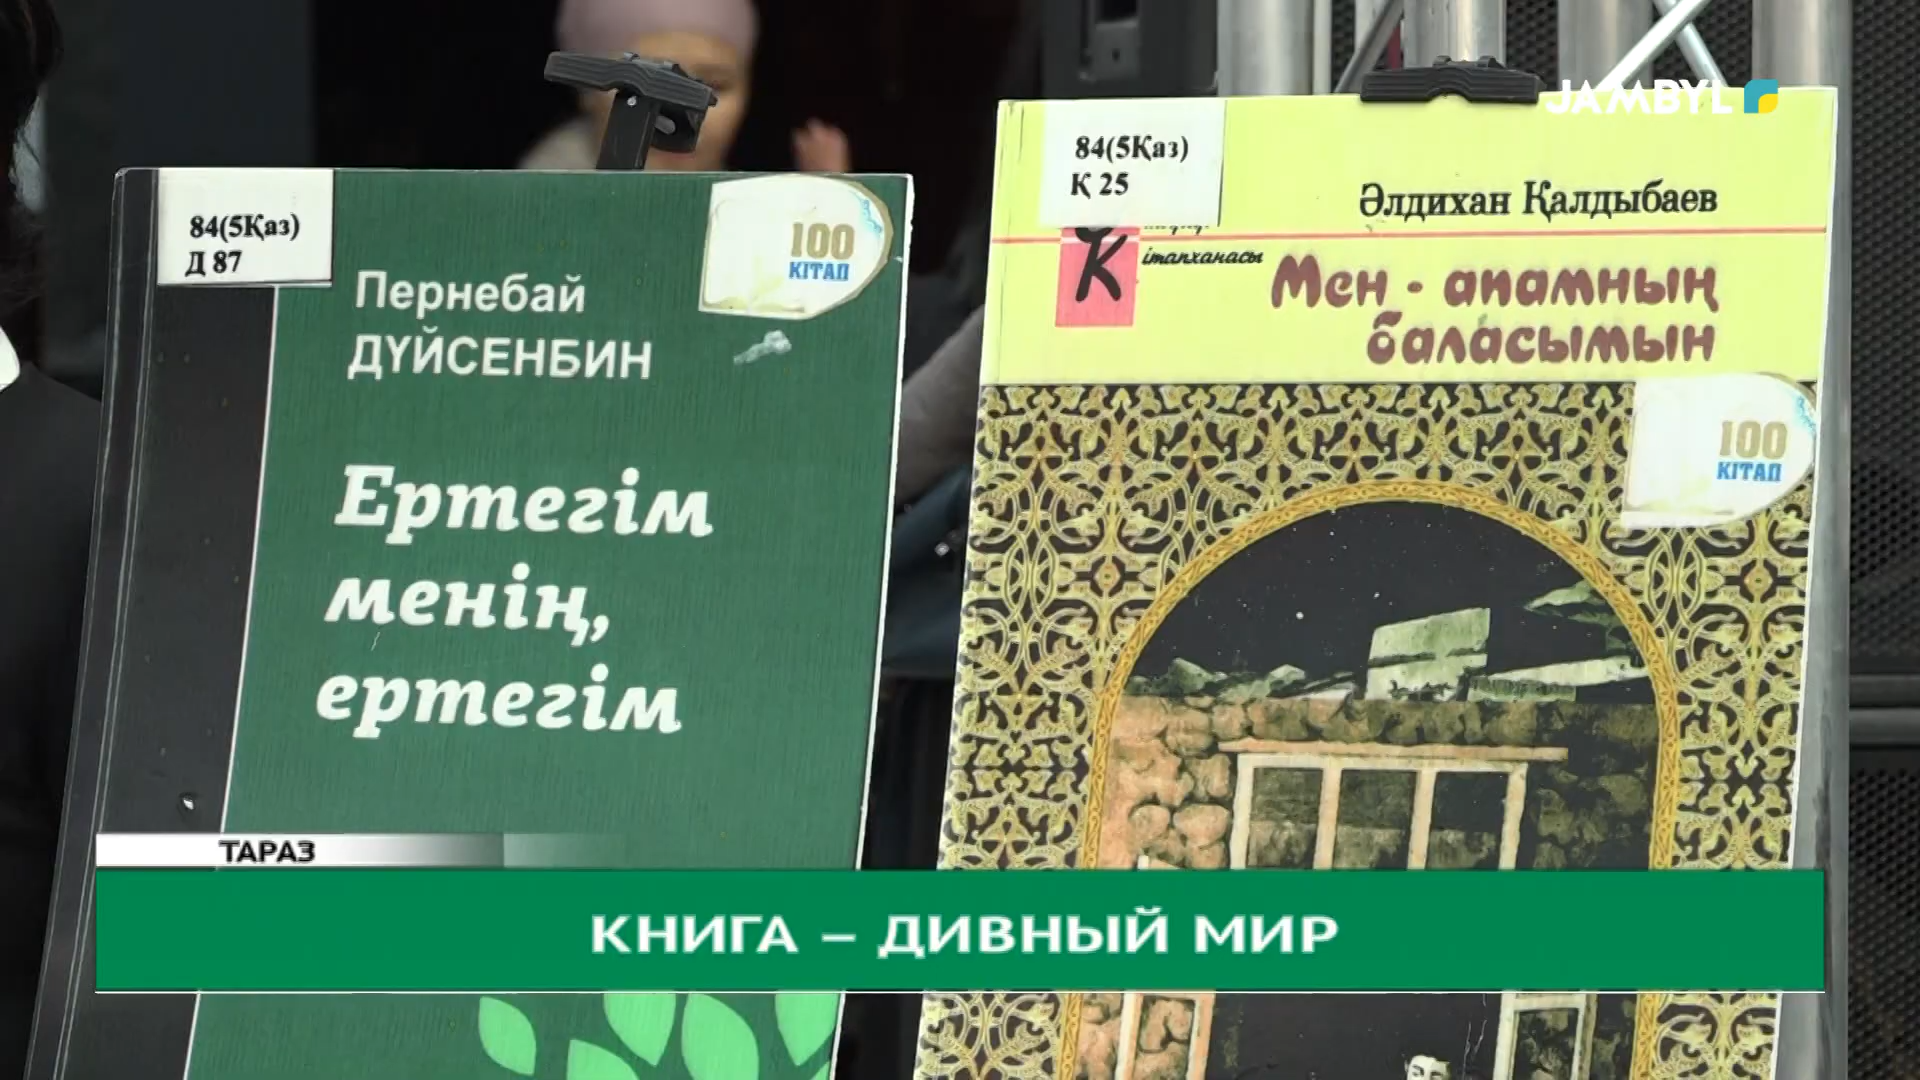 JAMBYL
84(5Қаз)
Д 87
100
КІТАП
Пернебай
ДҮЙСЕНБИН
Ертегім
менің,
ертегім
84(5Қаз)
Қ 25
Әлдихан Қалдыбаев
К
ітапханасы
Мен - апамның
баласымын
100
КІТАП
ТАРАЗ
КНИГА – ДИВНЫЙ МИР